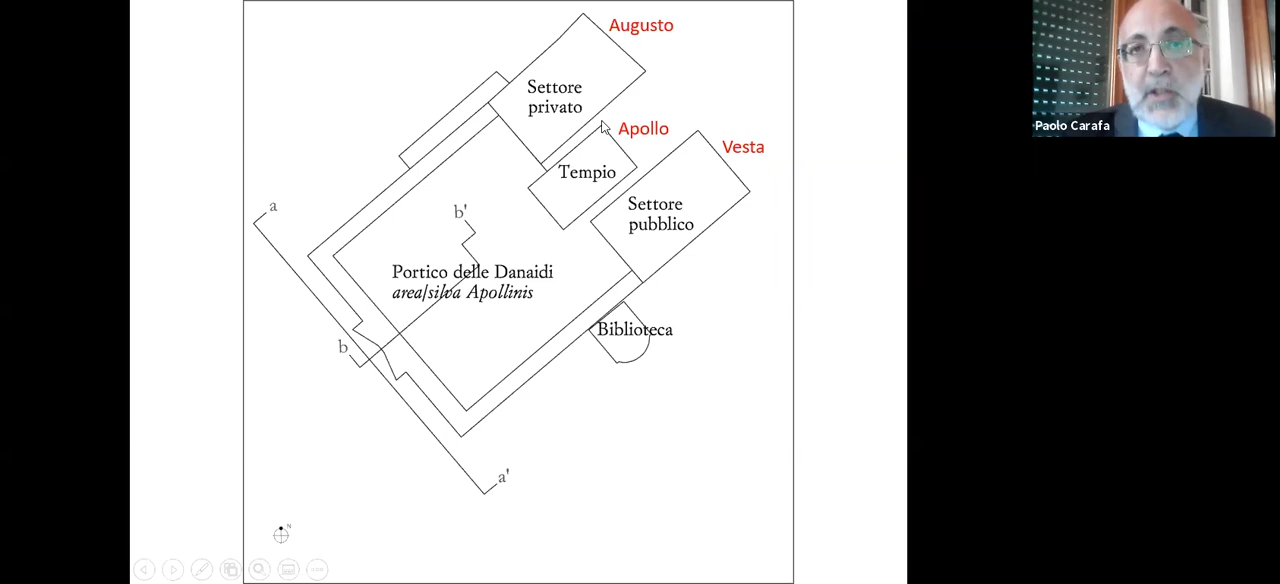 Augusto
Settore
privato
Apollo
Vesta
Tempio
a
b'
Settore
pubblico
Portico delle Danaidi
area/silva Apollinis
Biblioteca
b
a'
N
Paolo Carafa